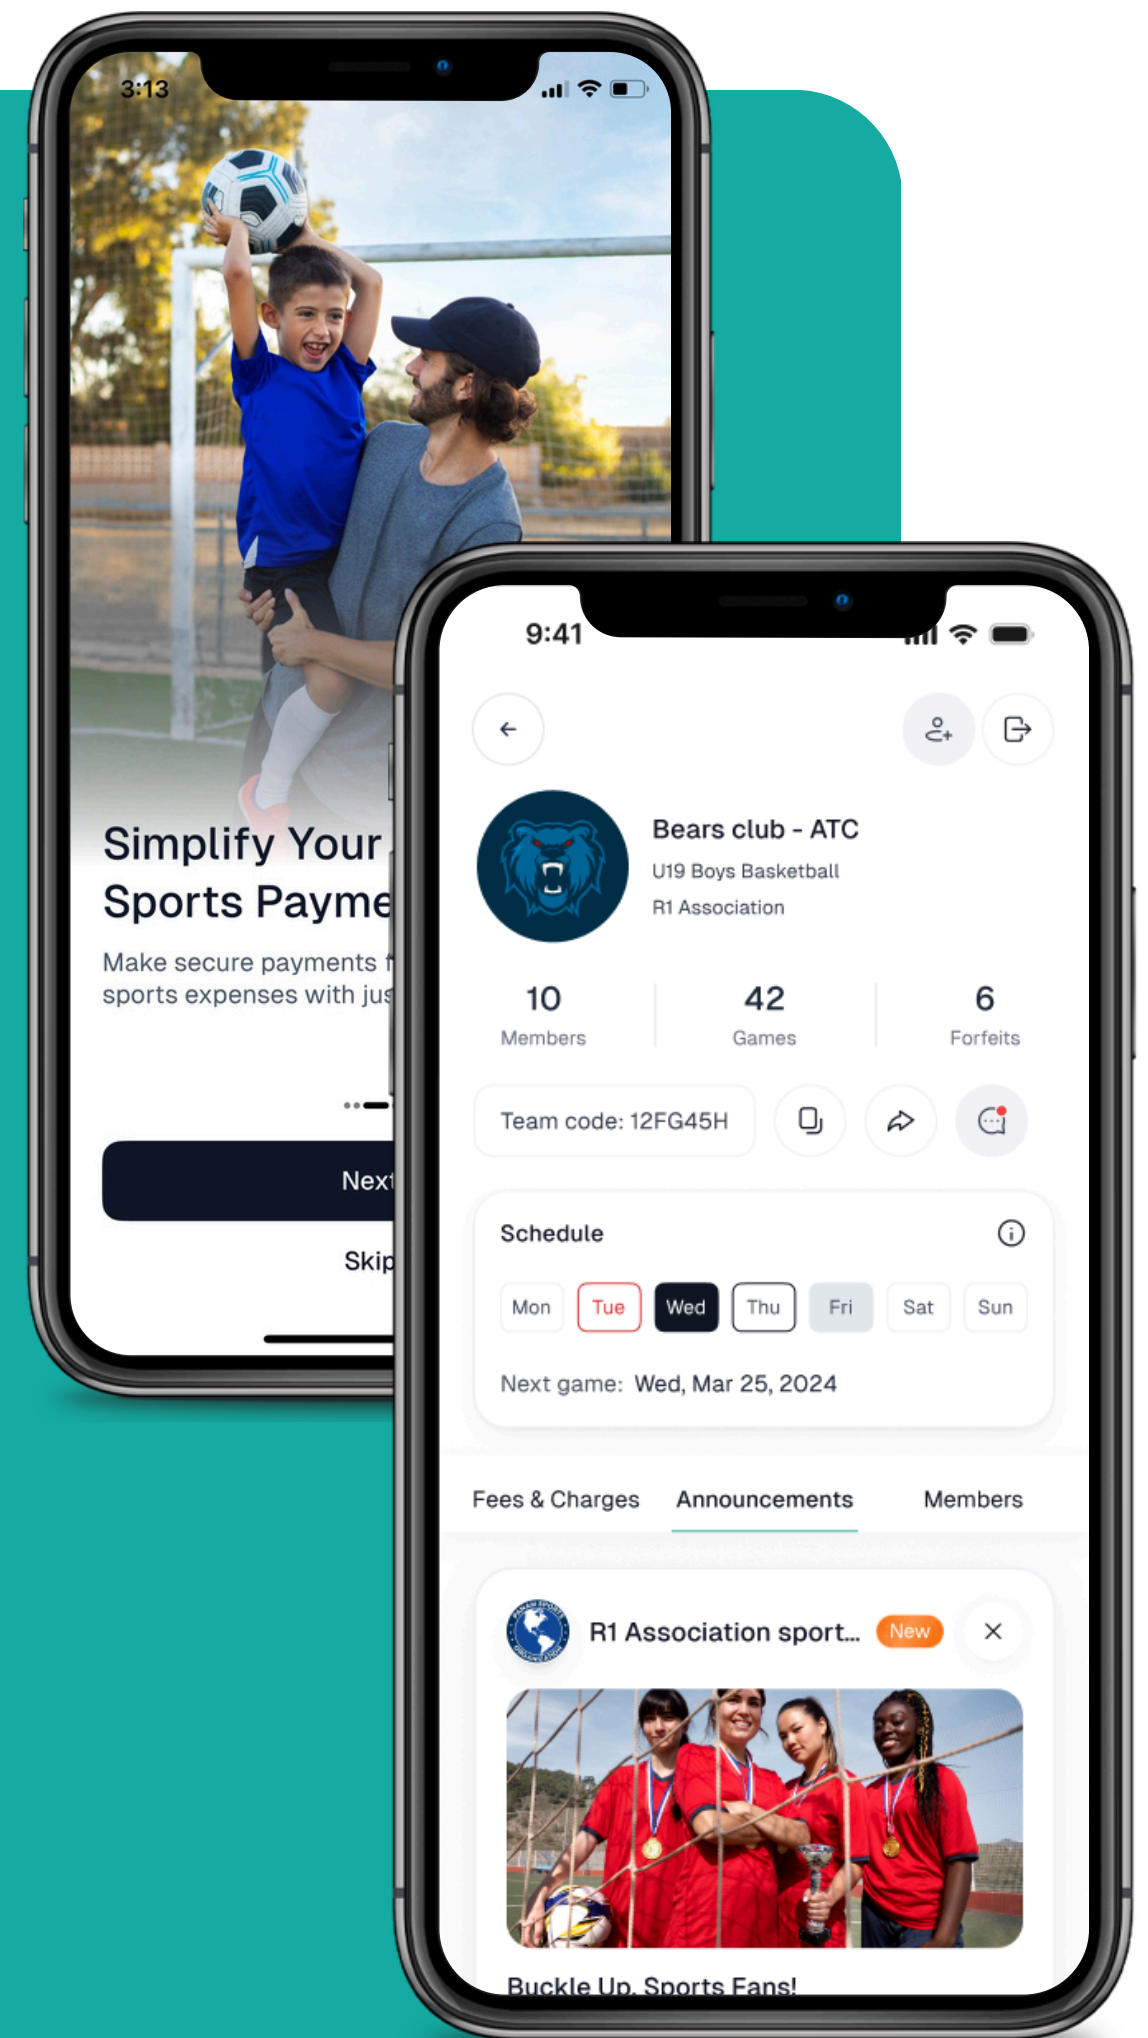 3:13
Simplify Your
Sports Payme
Make secure payments f
sports expenses with jus
Next
Skip
9:41
Bears club - ATC
U19 Boys Basketball
R1 Association
10 42 6
Members Games Forfeits
Team code: 12FG45H
Schedule
Mon Tue Wed Thu Fri Sat Sun
Next game: Wed, Mar 25, 2024
Fees & Charges Announcements Members
PANAM SPORTS
ORGANIZATION
R1 Association sport... New
Buckle Up, Sports Fans!